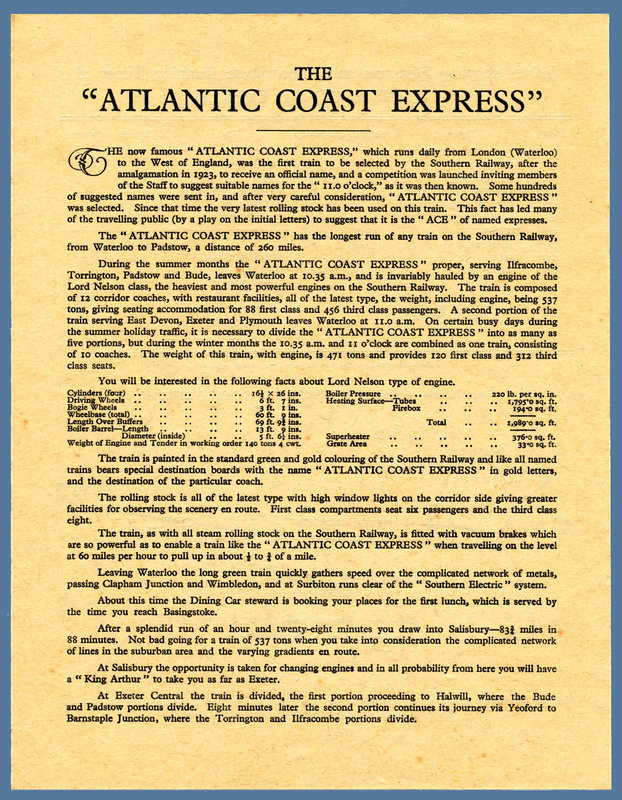 THE
“ATLANTIC COAST EXPRESS”
THE now famous “ATLANTIC COAST EXPRESS,” which runs daily from London (Waterloo)
to the West of England, was the first train to be selected by the Southern Railway, after the
amalgamation in 1923, to receive an official name, and a competition was launched inviting members
of the Staff to suggest suitable names for the “11.0 o'clock,” as it was then known. Some hundreds
of suggested names were sent in, and after very careful consideration, “ATLANTIC COAST EXPRESS”
was selected. Since that time the very latest rolling stock has been used on this train. This fact has led many
of the travelling public (by a play on the initial letters) to suggest that it is the “ACE” of named expresses.
The “ATLANTIC COAST EXPRESS” has the longest run of any train on the Southern Railway,
from Waterloo to Padstow, a distance of 260 miles.
During the summer months the “ATLANTIC COAST EXPRESS” proper, serving Ilfracombe,
Torrington, Padstow and Bude, leaves Waterloo at 10.35 a.m., and is invariably hauled by an engine of the
Lord Nelson class, the heaviest and most powerful engines on the Southern Railway. The train is composed
of 12 corridor coaches, with restaurant facilities, all of the latest type, the weight, including engine, being 537
tons, giving seating accommodation for 88 first class and 456 third class passengers. A second portion of the
train serving East Devon, Exeter and Plymouth leaves Waterloo at 11.0 a.m. On certain busy days during
the summer holiday traffic, it is necessary to divide the “ATLANTIC COAST EXPRESS” into as many as
five portions, but during the winter months the 10.35 a.m. and 11 o'clock are combined as one train, consisting
of 10 coaches. The weight of this train, with engine, is 471 tons and provides 120 first class and 312 third
class seats.
You will be interested in the following facts about Lord Nelson type of engine.
Cylinders (four) .. .. .. .. .. 16½ × 26 ins.
Driving Wheels .. .. .. .. .. 6 ft. 7 ins.
Bogie Wheels .. .. .. .. .. 3 ft. 1 in.
Wheelbase (total) .. .. .. .. .. 60 ft. 9 ins.
Length Over Buffers .. .. .. .. 69 ft. 9¾ ins.
Boiler Barrel—Length .. .. .. .. 13 ft. 9 ins.
Diameter (inside) .. .. .. 5 ft. 6½ ins.
Weight of Engine and Tender in working order 140 tons 4 cwt.
Boiler Pressure .. .. .. .. 220 lb. per sq. in.
Heating Surface—Tubes .. .. .. 1,795·0 sq. ft.
Firebox .. .. .. 194·0 sq. ft.
Total .. .. 1,989·0 sq. ft.
Superheater .. .. .. .. 376·0 sq. ft.
Grate Area .. .. .. .. 33·0 sq. ft.
The train is painted in the standard green and gold colouring of the Southern Railway and like all named
trains bears special destination boards with the name “ATLANTIC COAST EXPRESS” in gold letters,
and the destination of the particular coach.
The rolling stock is all of the latest type with high window lights on the corridor side giving greater
facilities for observing the scenery en route. First class compartments seat six passengers and the third class
eight.
The train, as with all steam rolling stock on the Southern Railway, is fitted with vacuum brakes which
are so powerful as to enable a train like the “ATLANTIC COAST EXPRESS” when travelling on the level
at 60 miles per hour to pull up in about ½ to ¾ of a mile.
Leaving Waterloo the long green train quickly gathers speed over the complicated network of metals,
passing Clapham Junction and Wimbledon, and at Surbiton runs clear of the “Southern Electric” system.
About this time the Dining Car steward is booking your places for the first lunch, which is served by
the time you reach Basingstoke.
After a splendid run of an hour and twenty-eight minutes you draw into Salisbury—83¾ miles in
88 minutes. Not bad going for a train of 537 tons when you take into consideration the complicated network
of lines in the suburban area and the varying gradients en route.
At Salisbury the opportunity is taken for changing engines and in all probability from here you will have
a “King Arthur” to take you as far as Exeter.
At Exeter Central the train is divided, the first portion proceeding to Halwill, where the Bude
and Padstow portions divide. Eight minutes later the second portion continues its journey via Yeoford to
Barnstaple Junction, where the Torrington and Ilfracombe portions divide.